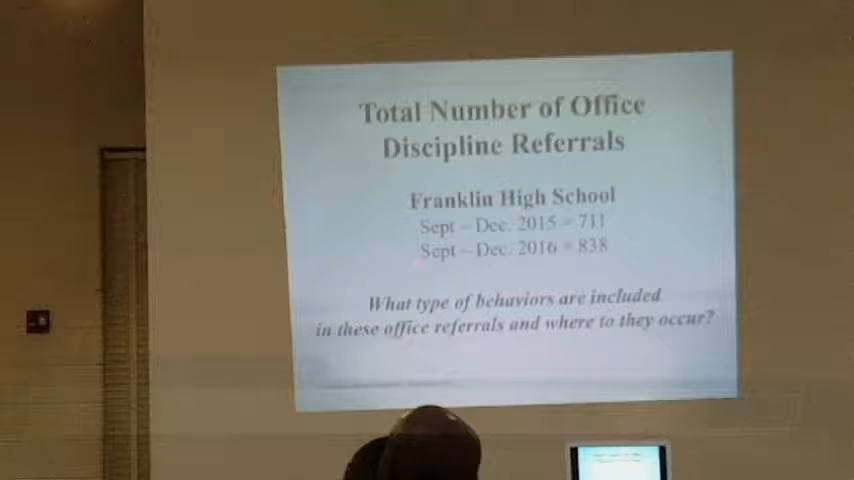 Total Number of Office
Discipline Referrals
Franklin High School
Sept – Dec. 2015 = 711
Sept – Dec. 2016 = 838
What type of behaviors are included
in these office referrals and where to they occur?